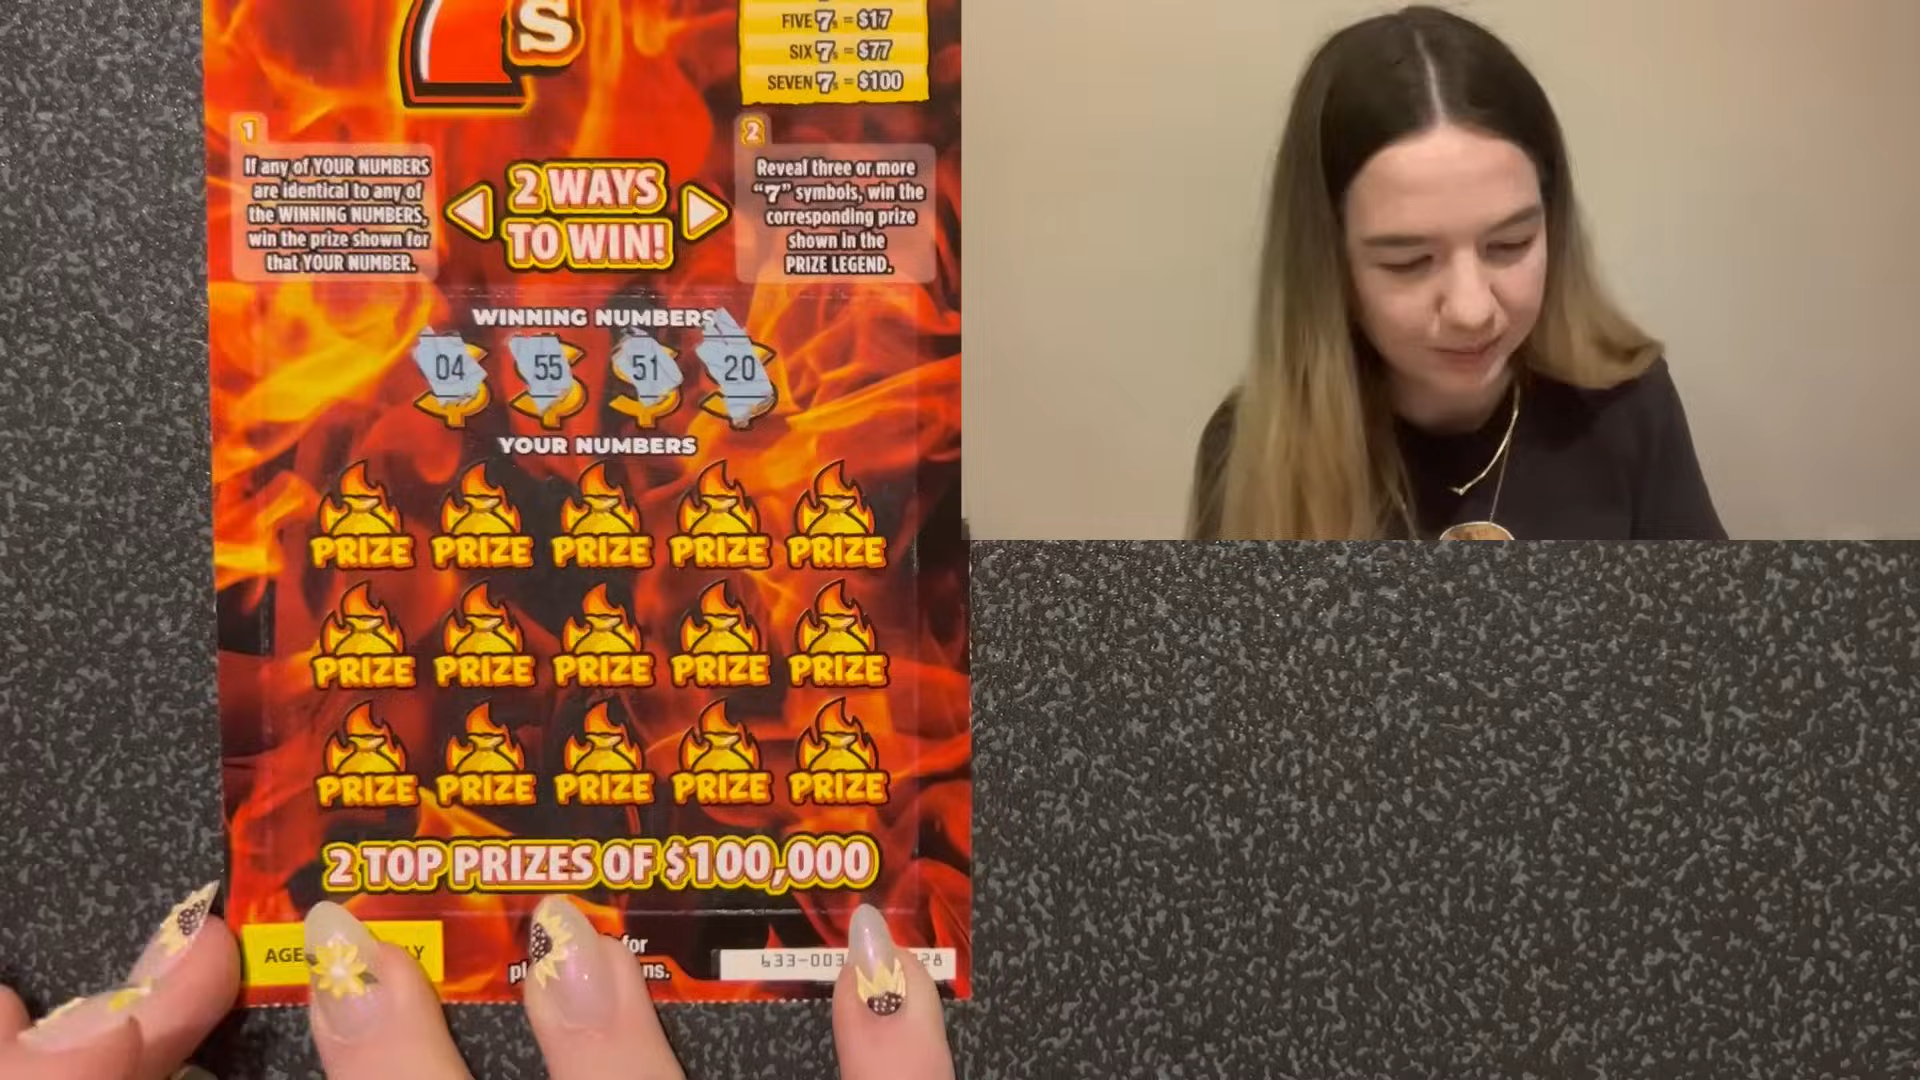 7s
FIVE 7s = $17
SIX 7s = $77
SEVEN 7s = $100
1
If any of YOUR NUMBERS
are identical to any of
the WINNING NUMBERS,
win the prize shown for
that YOUR NUMBER.
2 WAYS
TO WIN!
2
Reveal three or more
"7" symbols, win the
corresponding prize
shown in the
PRIZE LEGEND.
WINNING NUMBERS
04 55 51 20
YOUR NUMBERS
PRIZE PRIZE PRIZE PRIZE PRIZE
PRIZE PRIZE PRIZE PRIZE PRIZE
PRIZE PRIZE PRIZE PRIZE PRIZE
2 TOP PRIZES OF $100,000
for
633-003
28